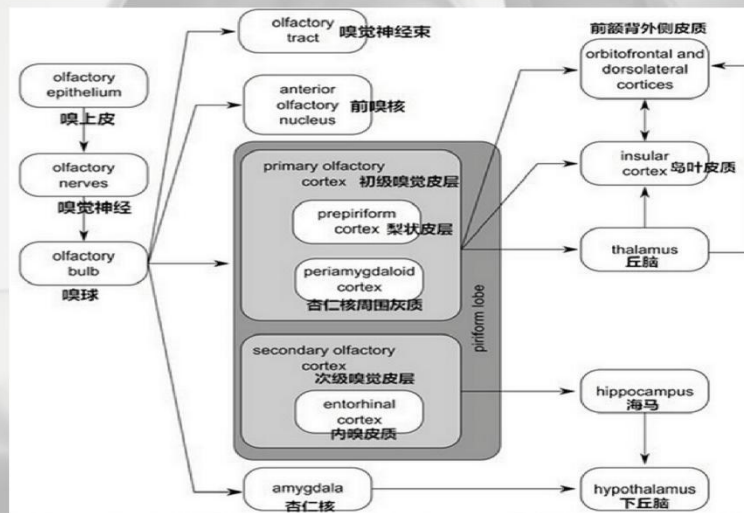 olfactory
epithelium
嗅上皮
olfactory
nerves
嗅觉神经
olfactory
bulb
嗅球
olfactory
tract 嗅觉神经束
anterior
olfactory 前嗅核
nucleus
primary olfactory
cortex 初级嗅觉皮层
prepiriform
cortex 梨状皮层
periamygdaloid
cortex
杏仁核周围灰质
secondary olfactory
cortex
次级嗅觉皮层
entorhinal
cortex
内嗅皮质
piriform lobe
amygdala
杏仁核
前额背外侧皮质
orbitofrontal and
dorsolateral
cortices
insular
cortex 岛叶皮质
thalamus
丘脑
hippocampus
海马
hypothalamus
下丘脑